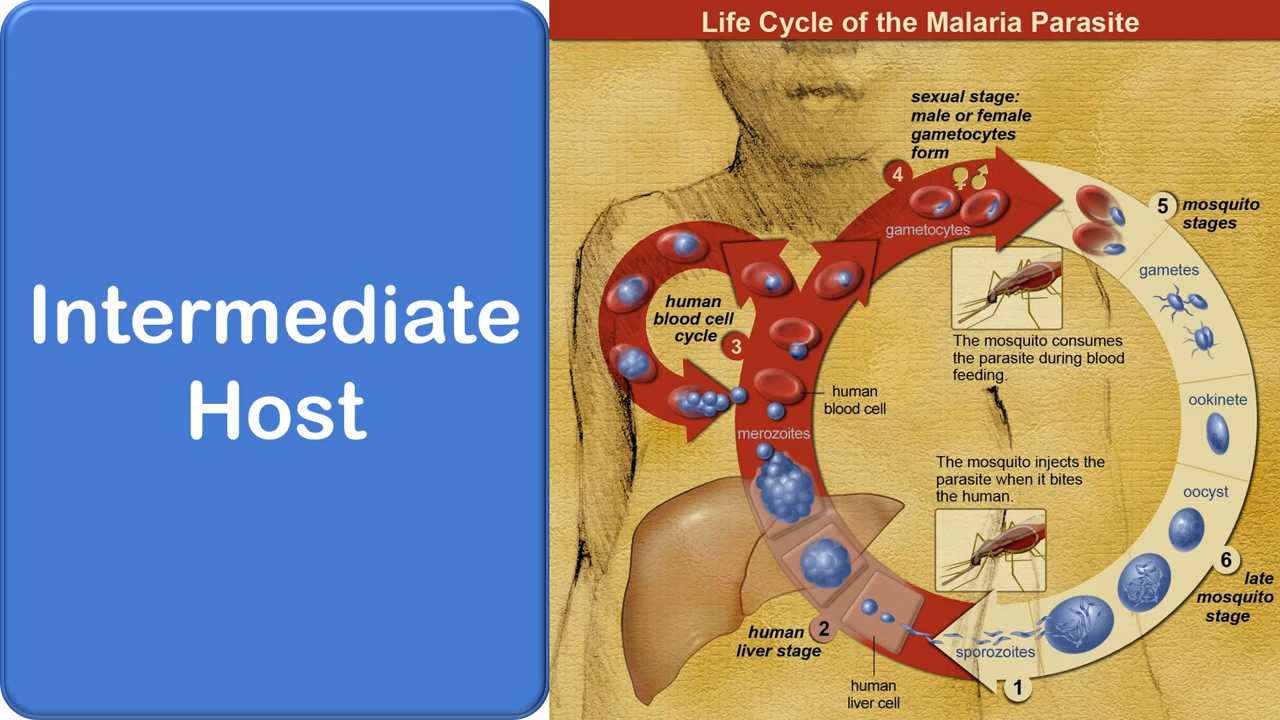 Intermediate
Host
Life Cycle of the Malaria Parasite
sexual stage:
male or female
gametocytes
form
4
gametocytes
5
mosquito
stages
gametes
human
blood cell
cycle
3
The mosquito consumes
the parasite during blood
feeding.
human
blood cell
ookinete
merozoites
The mosquito injects the
parasite when it bites
the human.
oocyst
6
late
mosquito
stage
human
liver stage
2
sporozoites
1
human
liver cell